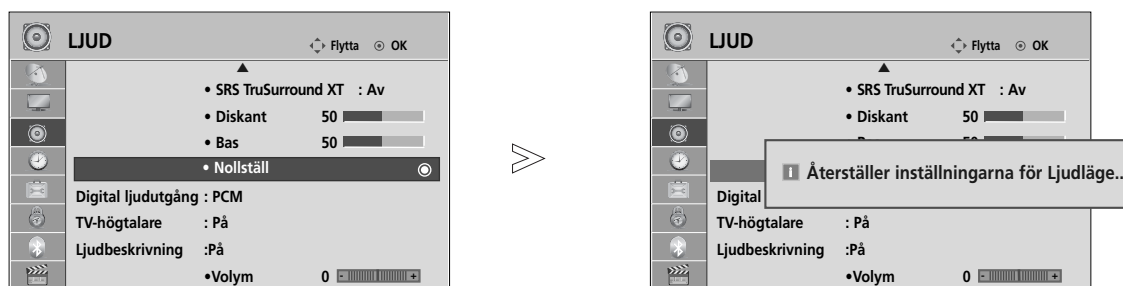 LJUD
Flytta OK
• SRS TruSurround XT : Av
• Diskant 50
• Bas 50
• Nollställ
Digital ljudutgång : PCM
TV-högtalare : På
Ljudbeskrivning :På
•Volym 0 - +
LJUD
Flytta OK
• SRS TruSurround XT : Av
• Diskant 50
i Återställer inställningarna för Ljudläge..
Digital
TV-högtalare : På
Ljudbeskrivning :På
•Volym 0 - +